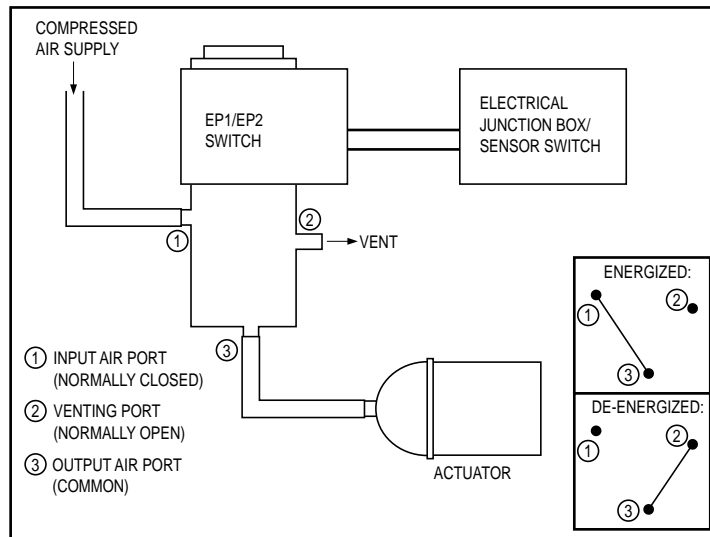 COMPRESSED
AIR SUPPLY
EP1/EP2
SWITCH
ELECTRICAL
JUNCTION BOX/
SENSOR SWITCH
2
1
VENT
3
1 INPUT AIR PORT
(NORMALLY CLOSED)
2 VENTING PORT
(NORMALLY OPEN)
3 OUTPUT AIR PORT
(COMMON)
ACTUATOR
ENERGIZED:
1
2
3
DE-ENERGIZED:
1
2
3